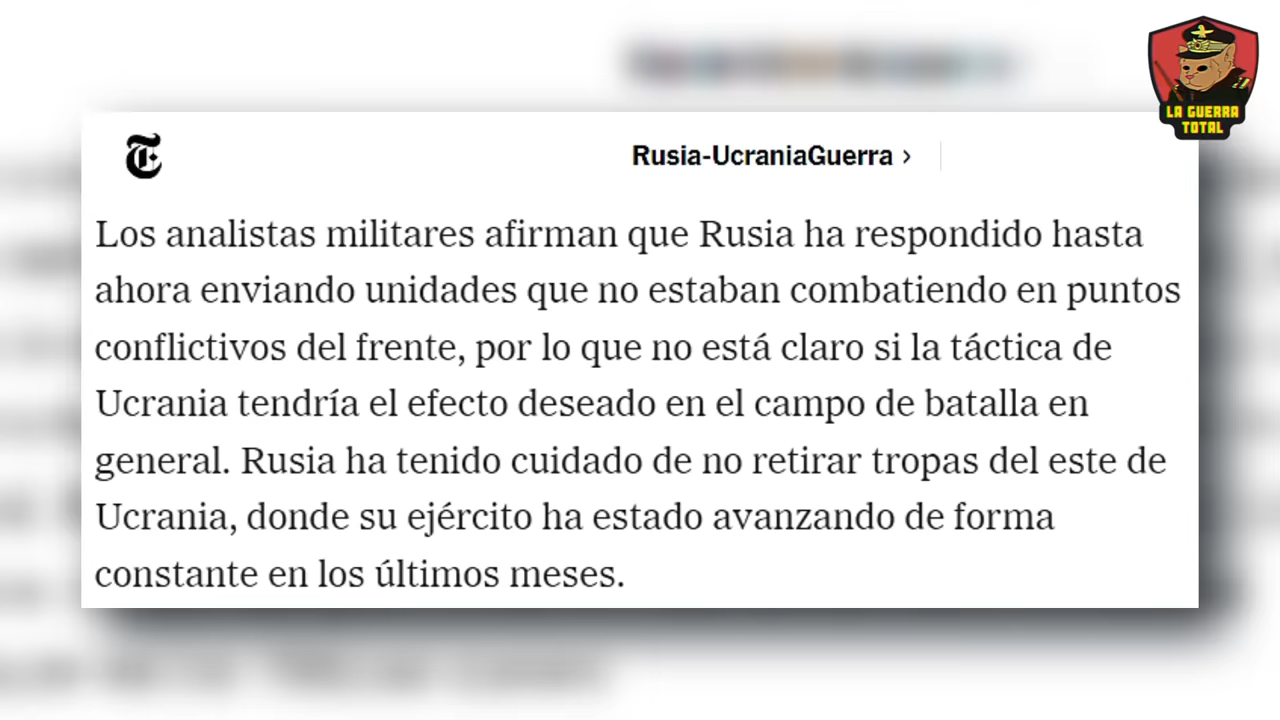 LA GUERRA
TOTAL
Rusia-UcraniaGuerra >
Los analistas militares afirman que Rusia ha respondido hasta
ahora enviando unidades que no estaban combatiendo en puntos
conflictivos del frente, por lo que no está claro si la táctica de
Ucrania tendría el efecto deseado en el campo de batalla en
general. Rusia ha tenido cuidado de no retirar tropas del este de
Ucrania, donde su ejército ha estado avanzando de forma
constante en los últimos meses.